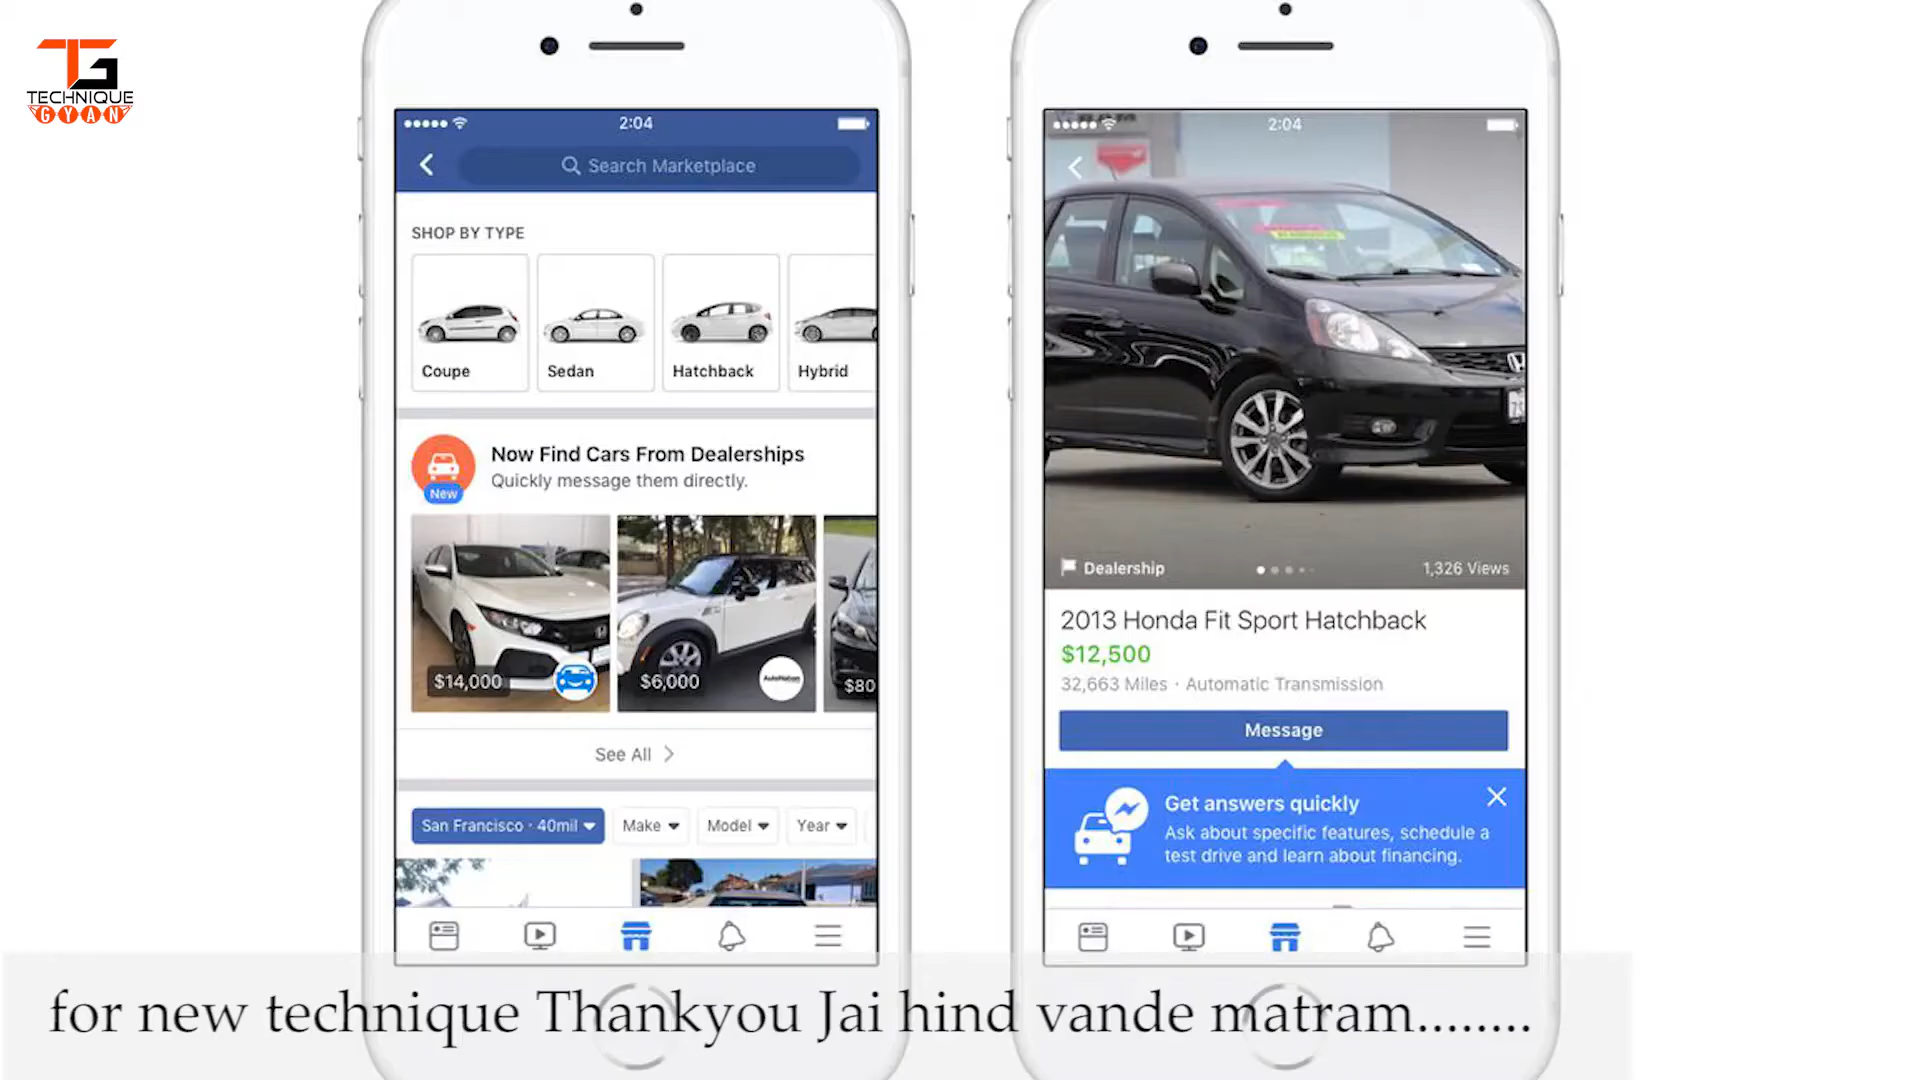 TG
TECHNIQUE
GYAN
2:04
Search Marketplace
SHOP BY TYPE
Coupe
Sedan
Hatchback
Hybrid
New
Now Find Cars From Dealerships
Quickly message them directly.
$14,000
$6,000
AutoNation
$80
See All
San Francisco · 40mil
Make
Model
Year
2:04
Dealership
1,326 Views
2013 Honda Fit Sport Hatchback
$12,500
32,663 Miles · Automatic Transmission
Message
Get answers quickly
Ask about specific features, schedule a
test drive and learn about financing.
for new technique Thankyou Jai hind vande matram........